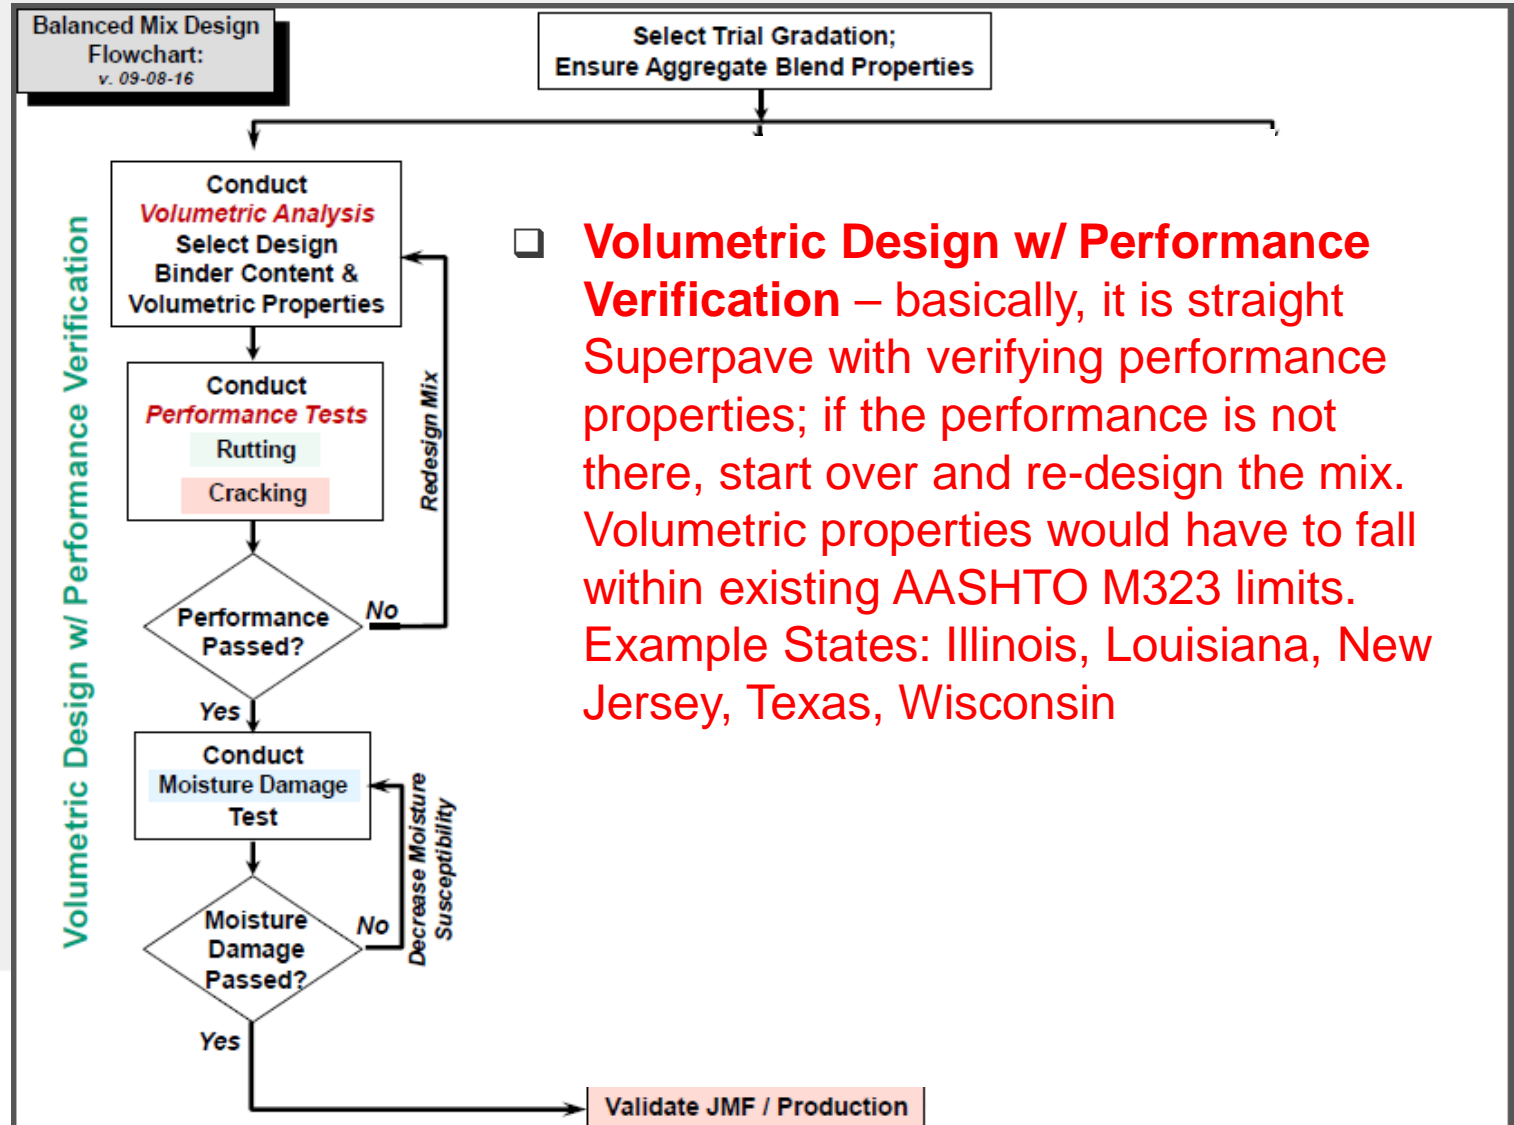 Balanced Mix Design
Flowchart:
v. 09-08-16
Select Trial Gradation;
Ensure Aggregate Blend Properties
Volumetric Design w/ Performance Verification
Conduct
Volumetric Analysis
Select Design
Binder Content &
Volumetric Properties
Conduct
Performance Tests
Rutting
Cracking
Redesign Mix
Performance
Passed?
No
Yes
Conduct
Moisture Damage
Test
Decrease Moisture
Susceptibility
Moisture
Damage
Passed?
No
Yes
Validate JMF / Production
Volumetric Design w/ Performance
Verification – basically, it is straight
Superpave with verifying performance
properties; if the performance is not
there, start over and re-design the mix.
Volumetric properties would have to fall
within existing AASHTO M323 limits.
Example States: Illinois, Louisiana, New
Jersey, Texas, Wisconsin